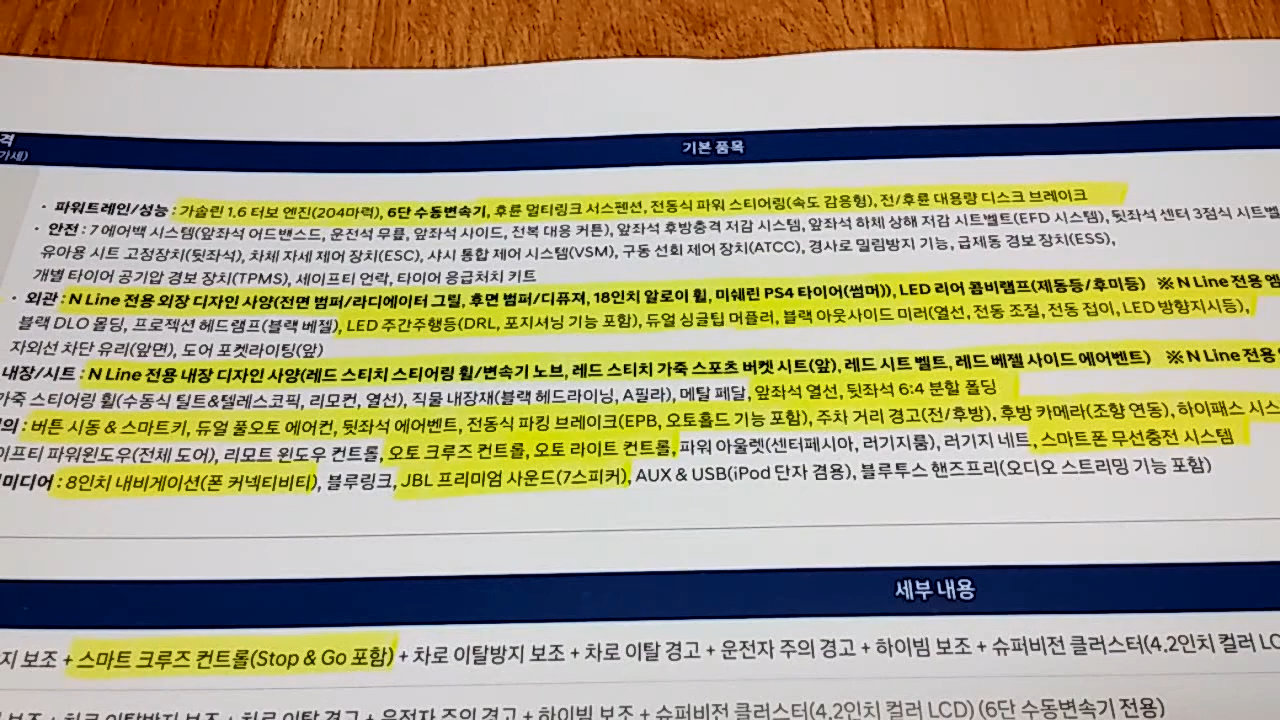 격
기본 품목
가세)
· 파워트레인/성능 : 가솔린 1.6 터보 엔진(204마력), 6단 수동변속기, 후륜 멀티링크 서스펜션, 전동식 파워 스티어링(속도 감응형), 전/후륜 대용량 디스크 브레이크
· 안전 : 7 에어백 시스템(앞좌석 어드밴스드, 운전석 무릎, 앞좌석 사이드, 전복 대응 커튼), 앞좌석 후방충격 저감 시스템, 앞좌석 하체 상해 저감 시트벨트(EFD 시스템), 뒷좌석 센터 3점식 시트벨
유아용 시트 고정장치(뒷좌석), 차체 자세 제어 장치(ESC), 샤시 통합 제어 시스템(VSM), 구동 선회 제어 장치(ATCC), 경사로 밀림방지 기능, 급제동 경보 장치(ESS),
개별 타이어 공기압 경보 장치(TPMS), 세이프티 언락, 타이어 응급처치 키트
· 외관 : N Line 전용 외장 디자인 사양(전면 범퍼/라디에이터 그릴, 후면 범퍼/디퓨져, 18인치 알로이 휠, 미쉐린 PS4 타이어(썸머)), LED 리어 콤비램프(제동등/후미등) ※ N Line 전용 엠
블랙 DLO 몰딩, 프로젝션 헤드램프(블랙 베젤), LED 주간주행등(DRL, 포지셔닝 기능 포함), 듀얼 싱글팁 머플러, 블랙 아웃사이드 미러(열선, 전동 조절, 전동 접이, LED 방향지시등),
자외선 차단 유리(앞면), 도어 포켓라이팅(앞)
내장/시트 : N Line 전용 내장 디자인 사양(레드 스티치 스티어링 휠/변속기 노브, 레드 스티치 가죽 스포츠 버켓 시트(앞), 레드 시트 벨트, 레드 베젤 사이드 에어벤트) ※ N Line 전용
가죽 스티어링 휠(수동식 틸트&텔레스코픽, 리모컨, 열선), 직물 내장재(블랙 헤드라이닝, A필라), 메탈 페달, 앞좌석 열선, 뒷좌석 6:4 분할 폴딩
의 : 버튼 시동 & 스마트키, 듀얼 풀오토 에어컨, 뒷좌석 에어벤트, 전동식 파킹 브레이크(EPB, 오토홀드 기능 포함), 주차 거리 경고(전/후방), 후방 카메라(조향 연동), 하이패스 시스
이프티 파워윈도우(전체 도어), 리모트 윈도우 컨트롤, 오토 크루즈 컨트롤, 오토 라이트 컨트롤, 파워 아울렛(센터페시아, 러기지룸), 러기지 네트, 스마트폰 무선충전 시스템
미디어 : 8인치 내비게이션(폰 커넥티비티), 블루링크, JBL 프리미엄 사운드(7스피커), AUX & USB(iPod 단자 겸용), 블루투스 핸즈프리(오디오 스트리밍 기능 포함)
세부 내용
지 보조 + 스마트 크루즈 컨트롤(Stop & Go 포함) + 차로 이탈방지 보조 + 차로 이탈 경고 + 운전자 주의 경고 + 하이빔 보조 + 슈퍼비전 클러스터(4.2인치 컬러 LC
보조 + 차로 이탈방지 보조 + 차로 이탈 경고 + 운전자 주의 경고 + 하이빔 보조 + 슈퍼비전 클러스터(4.2인치 컬러 LCD) (6단 수동변속기 전용)